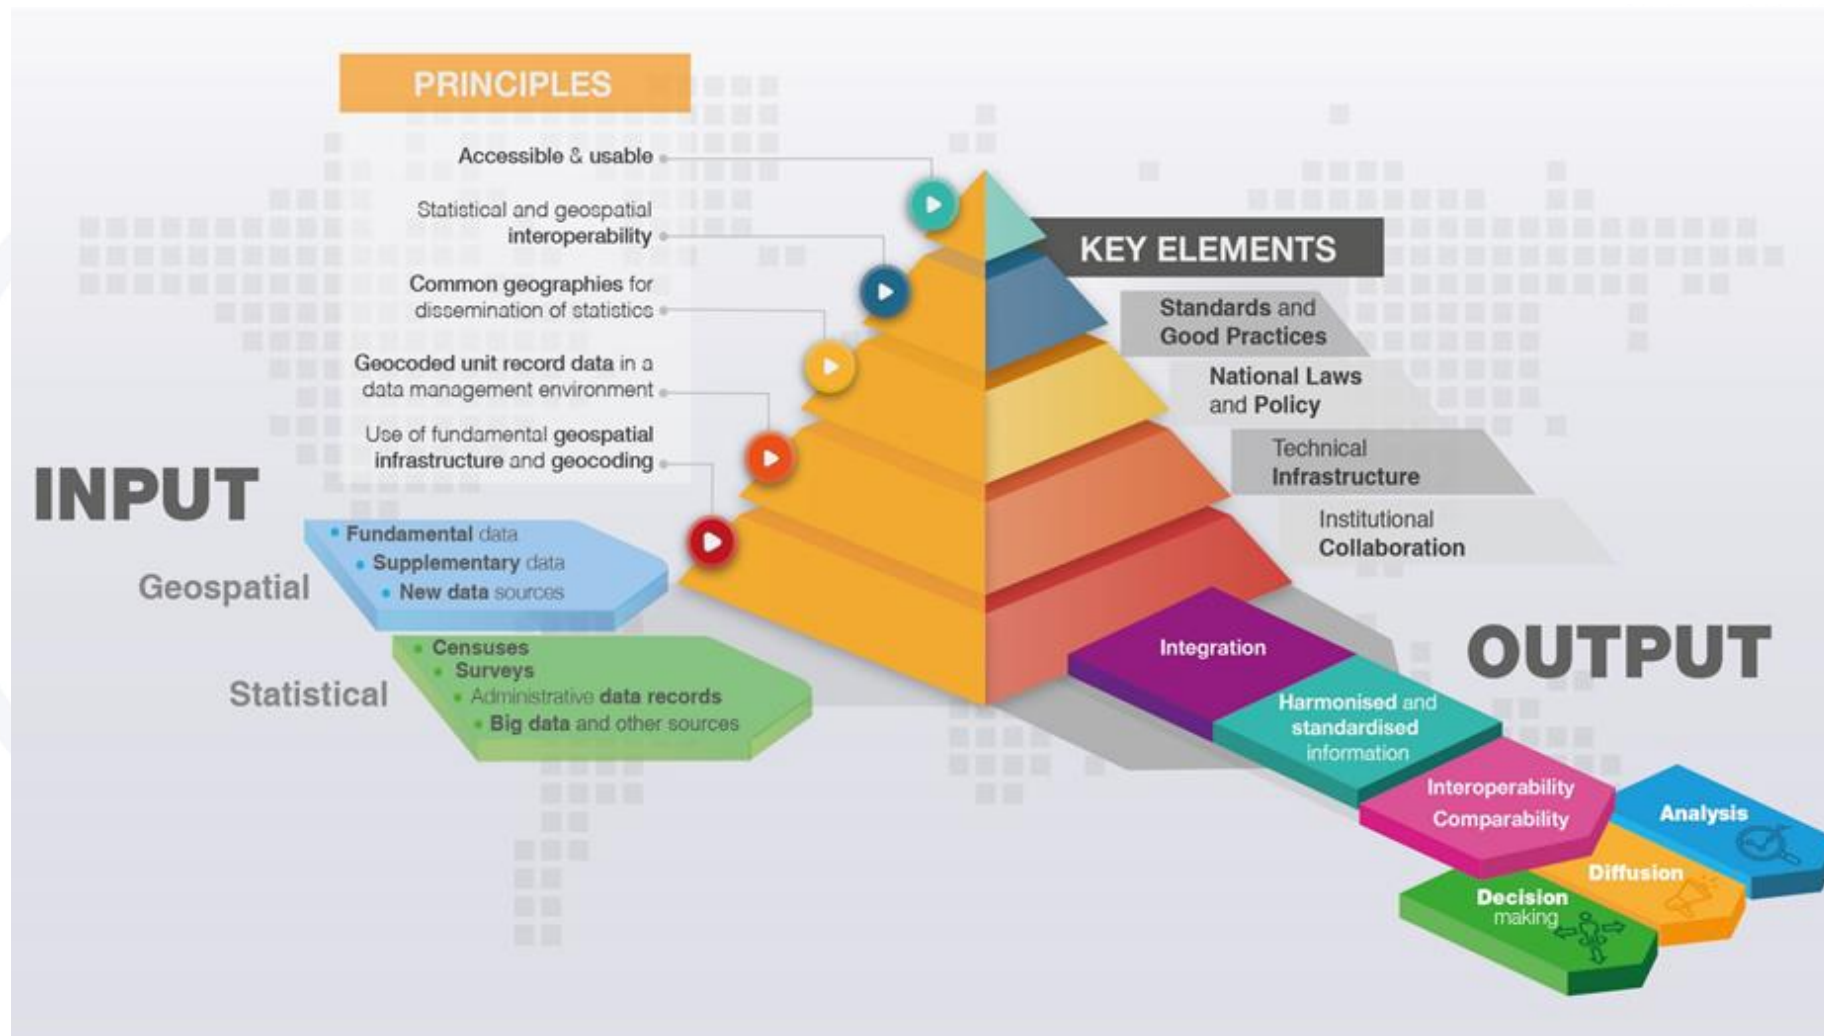 PRINCIPLES
Accessible & usable
Statistical and geospatial
interoperability
Common geographies for
dissemination of statistics
Geocoded unit record data in a
data management environment
Use of fundamental geospatial
infrastructure and geocoding
KEY ELEMENTS
Standards and
Good Practices
National Laws
and Policy
Technical
Infrastructure
Institutional
Collaboration
INPUT
Geospatial
• Fundamental data
• Supplementary data
• New data sources
Statistical
• Censuses
• Surveys
• Administrative data records
• Big data and other sources
OUTPUT
Integration
Harmonised and
standardised
information
Interoperability
Comparability
Analysis
Diffusion
Decision
making